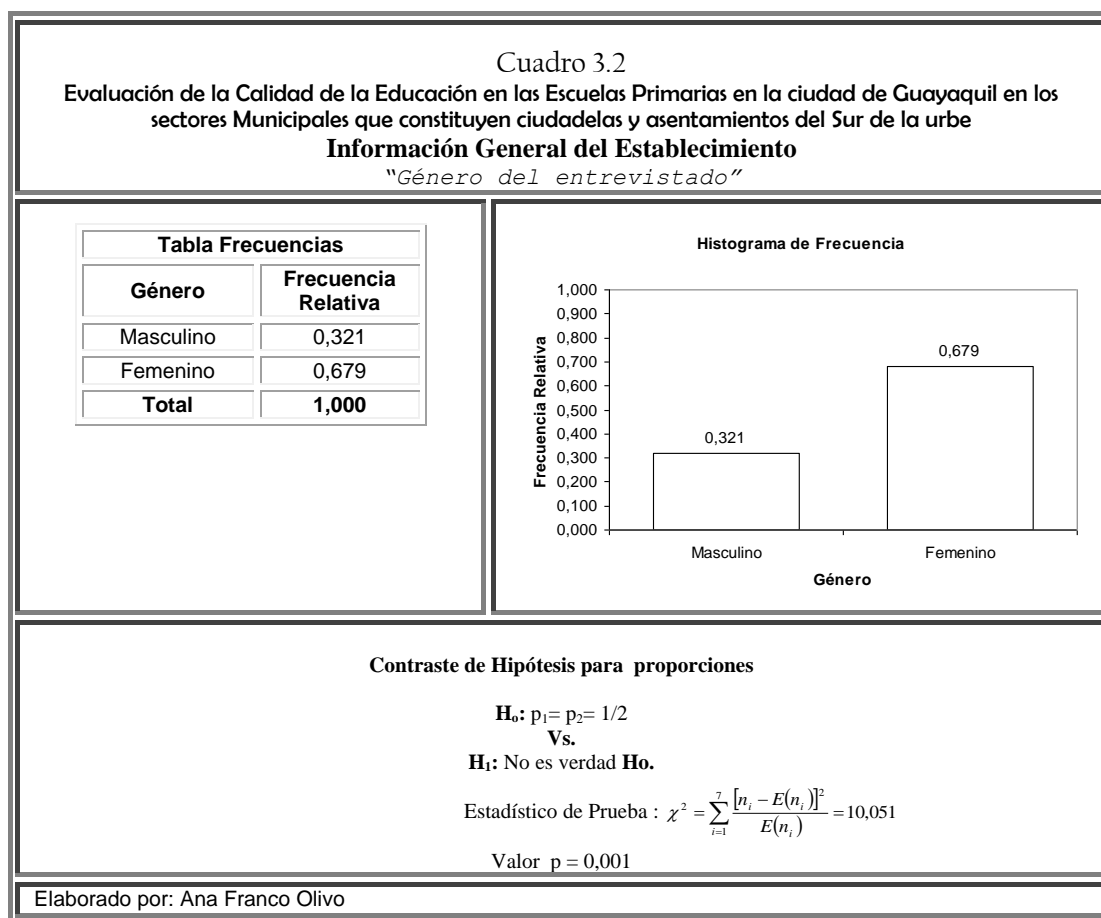 Cuadro 3.2
Evaluación de la Calidad de la Educación en las Escuelas Primarias en la ciudad de Guayaquil en los
sectores Municipales que constituyen ciudadelas y asentamientos del Sur de la urbe
Información General del Establecimiento
"Género del entrevistado"
Tabla Frecuencias
Género Frecuencia Relativa
Masculino 0,321
Femenino 0,679
Total 1,000
Histograma de Frecuencia
Frecuencia Relativa
1,000
0,900
0,800
0,700
0,600
0,500
0,400
0,300
0,200
0,100
0,000
0,321
0,679
Masculino Femenino
Género
Contraste de Hipótesis para proporciones
Ho: p1= p2= 1/2
Vs.
H1: No es verdad Ho.
Estadístico de Prueba : χ² = ∑_{i=1}^{7} [n_i − E(n_i)]² / E(n_i) = 10,051
Valor p = 0,001
Elaborado por: Ana Franco Olivo